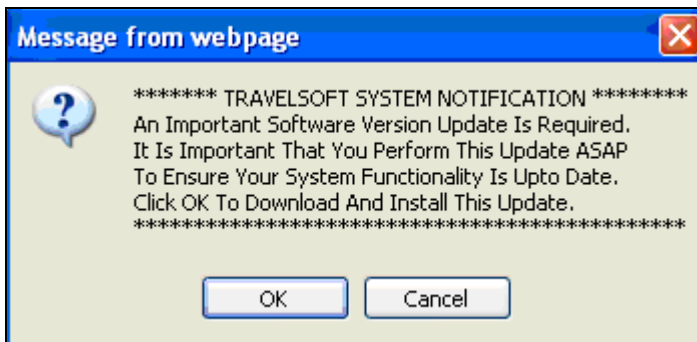 Message from webpage
******* TRAVELSOFT SYSTEM NOTIFICATION ********
An Important Software Version Update Is Required.
It Is Important That You Perform This Update ASAP
To Ensure Your System Functionality Is Upto Date.
Click OK To Download And Install This Update.
***********************************************
OK
Cancel